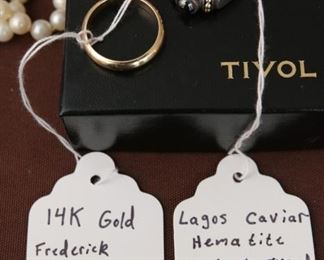 TIVOL
14K Gold
Frederick
Lagos Caviar
Hematite